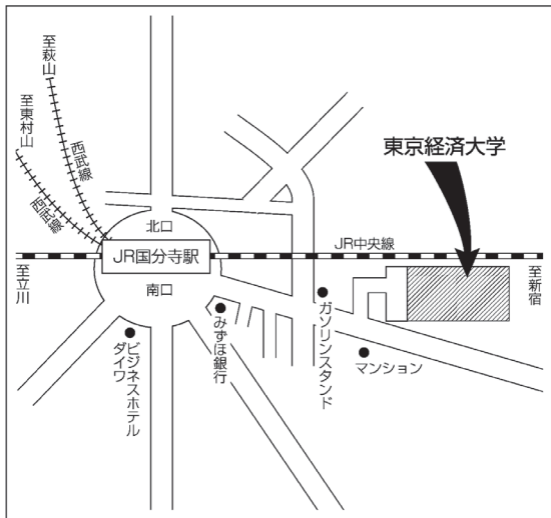 至萩山
至東村山
西武線
西武線
東京経済大学
北口
JR国分寺駅
JR中央線
至立川
至新宿
南口
みずほ銀行
ガソリンスタンド
ビジネスホテル
ダイワ
マンション